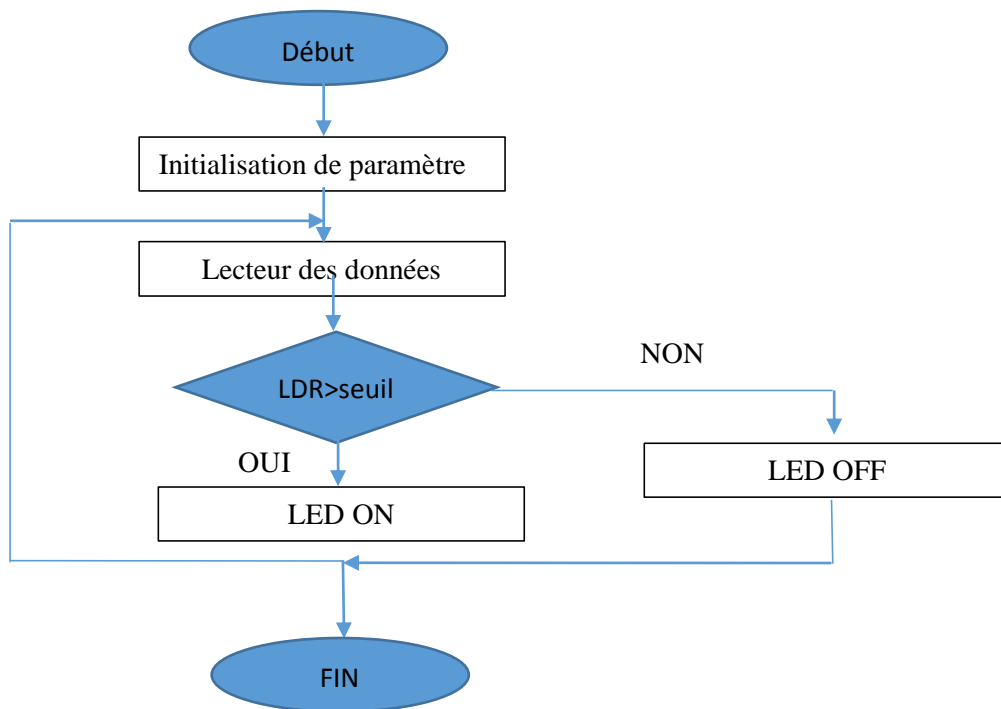 Début
Initialisation de paramètre
Lecteur des données
NON
LDR>seuil
OUI
LED OFF
LED ON
FIN